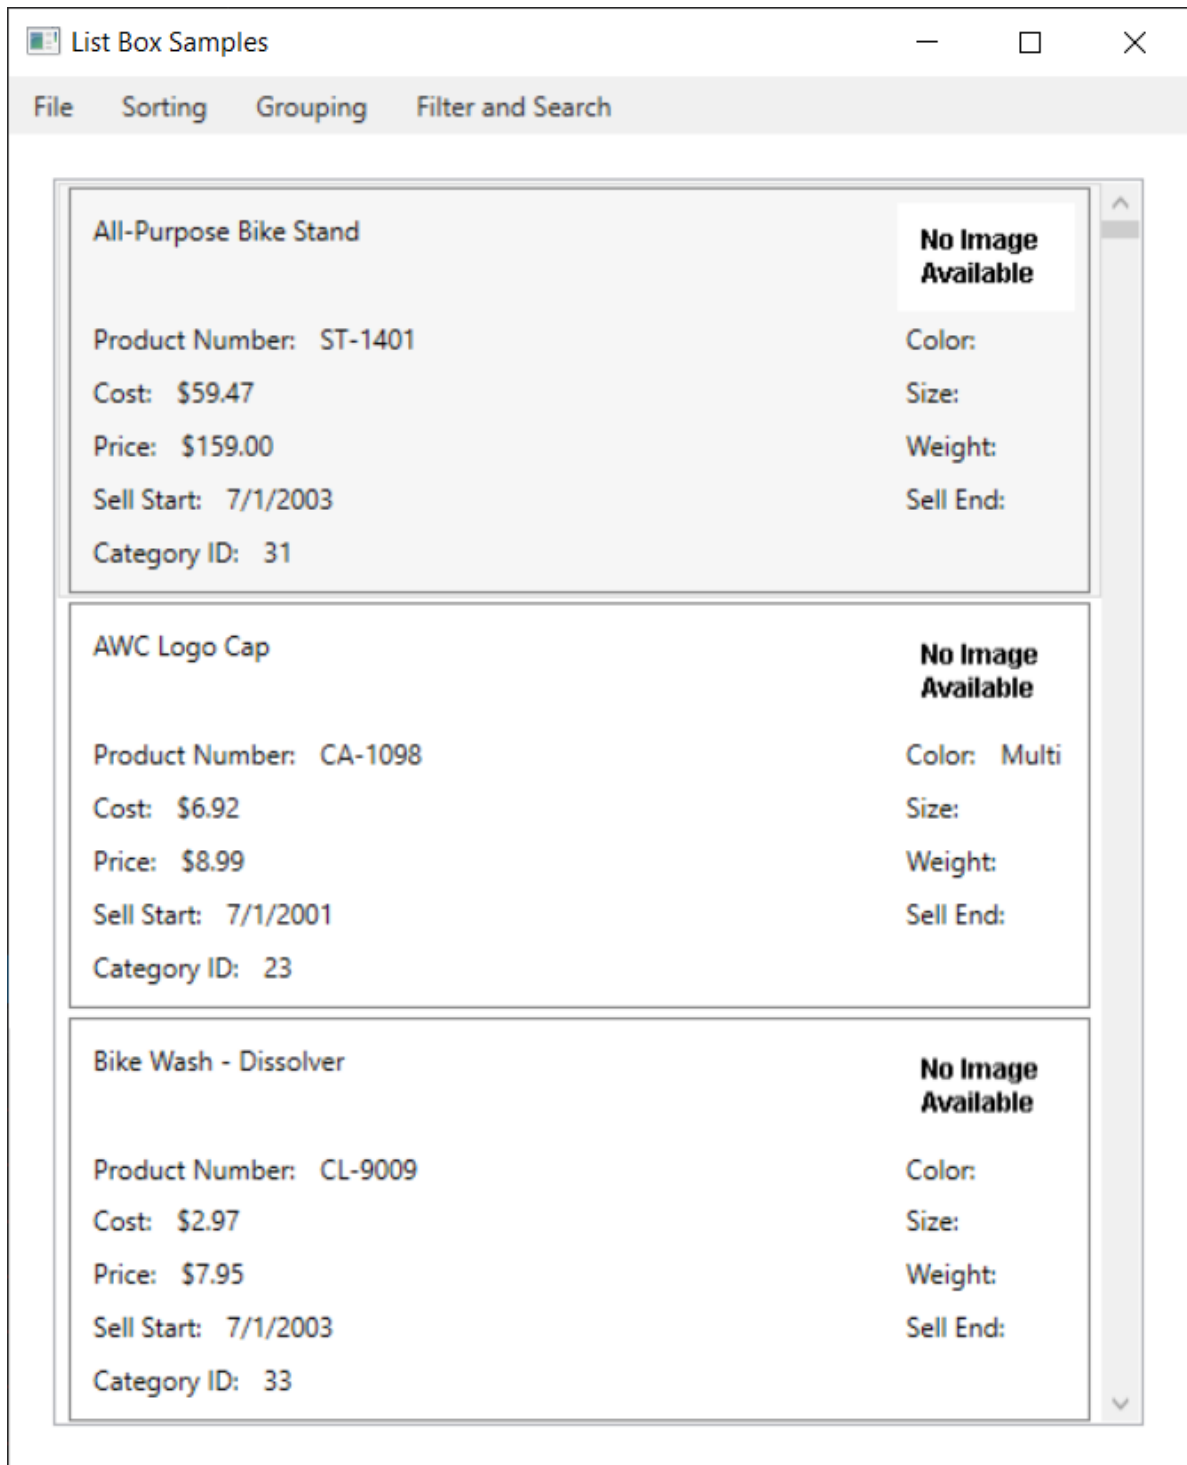 List Box Samples
File Sorting Grouping Filter and Search
All-Purpose Bike Stand
No Image
Available
Product Number: ST-1401 Color:
Cost: $59.47 Size:
Price: $159.00 Weight:
Sell Start: 7/1/2003 Sell End:
Category ID: 31
AWC Logo Cap
No Image
Available
Product Number: CA-1098 Color: Multi
Cost: $6.92 Size:
Price: $8.99 Weight:
Sell Start: 7/1/2001 Sell End:
Category ID: 23
Bike Wash - Dissolver
No Image
Available
Product Number: CL-9009 Color:
Cost: $2.97 Size:
Price: $7.95 Weight:
Sell Start: 7/1/2003 Sell End:
Category ID: 33